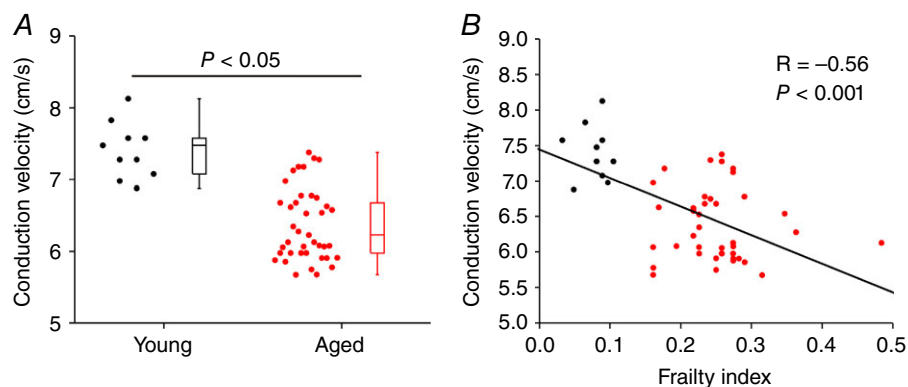 A
Conduction velocity (cm/s)
9
8
7
6
5
P < 0.05
Young
Aged
B
Conduction velocity (cm/s)
9.0
8.5
8.0
7.5
7.0
6.5
6.0
5.5
5.0
R = −0.56
P < 0.001
0.0 0.1 0.2 0.3 0.4 0.5
Frailty index